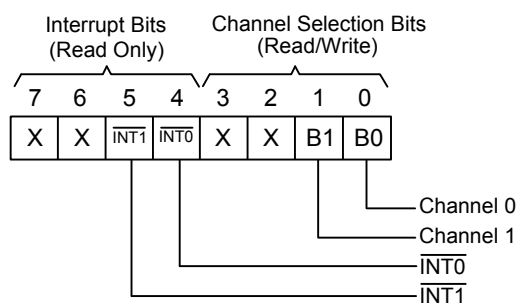 Interrupt Bits
(Read Only)
Channel Selection Bits
(Read/Write)
7 6 5 4 3 2 1 0
X X INT1 INT0 X X B1 B0
Channel 0
Channel 1
INT0
INT1